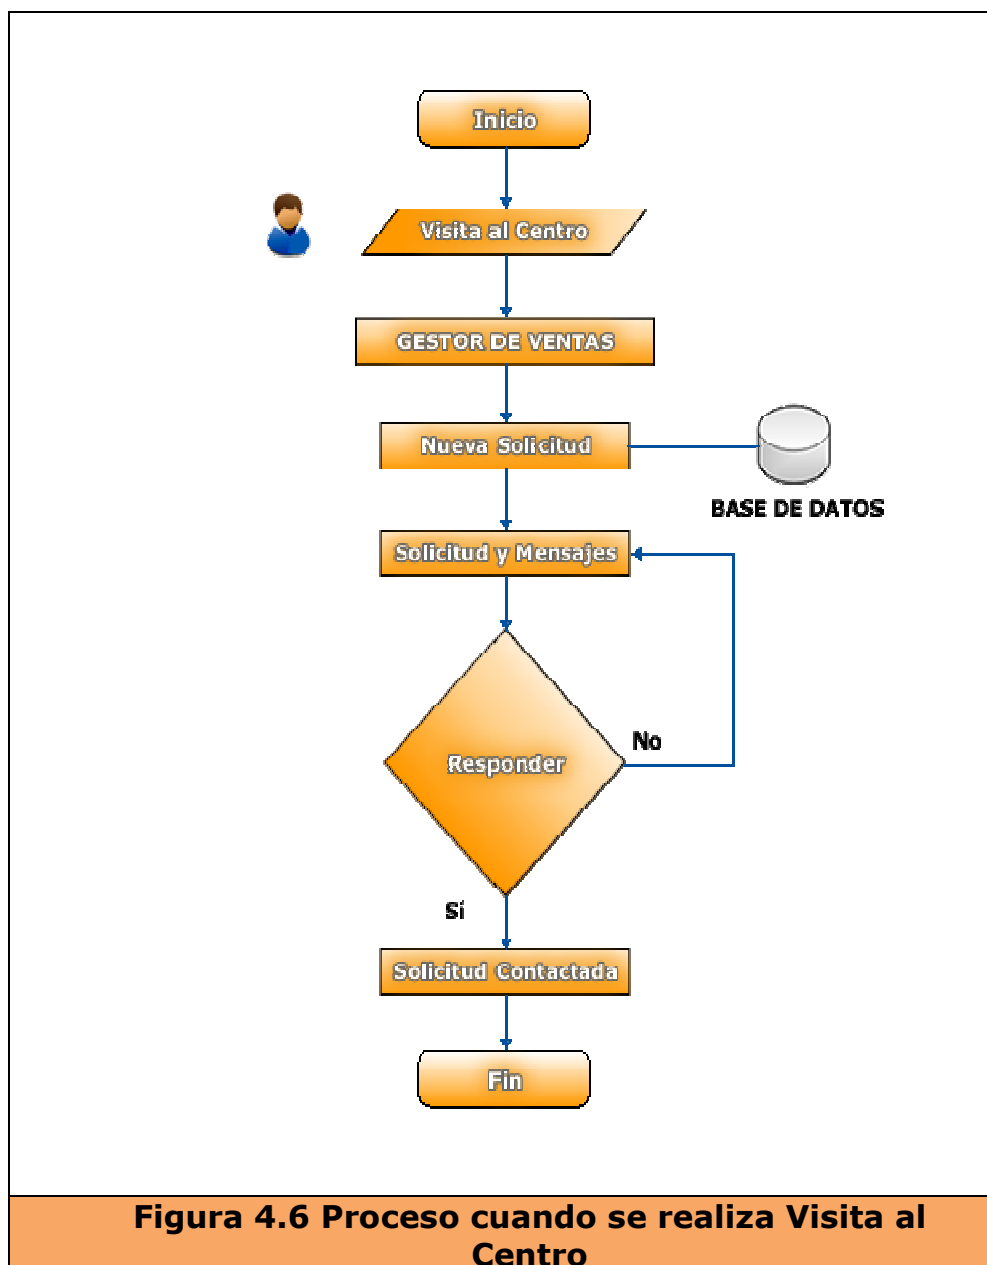 Inicio
Visita al Centro
GESTOR DE VENTAS
Nueva Solicitud
BASE DE DATOS
Solicitud y Mensajes
No
Responder
Sí
Solicitud Contactada
Fin
Figura 4.6 Proceso cuando se realiza Visita al
Centro